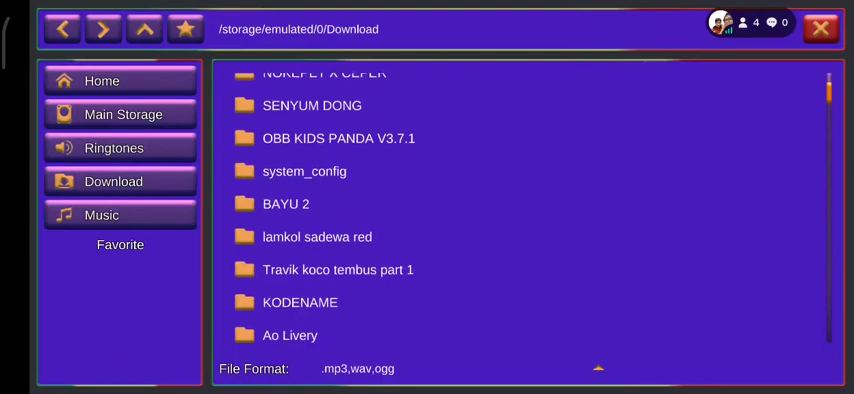 /storage/emulated/0/Download
4
0
Home
Main Storage
Ringtones
Download
Music
Favorite
NOKEPET X CEPER
SENYUM DONG
OBB KIDS PANDA V3.7.1
system_config
BAYU 2
lamkol sadewa red
Travik koco tembus part 1
KODENAME
Ao Livery
File Format:
.mp3,wav,ogg